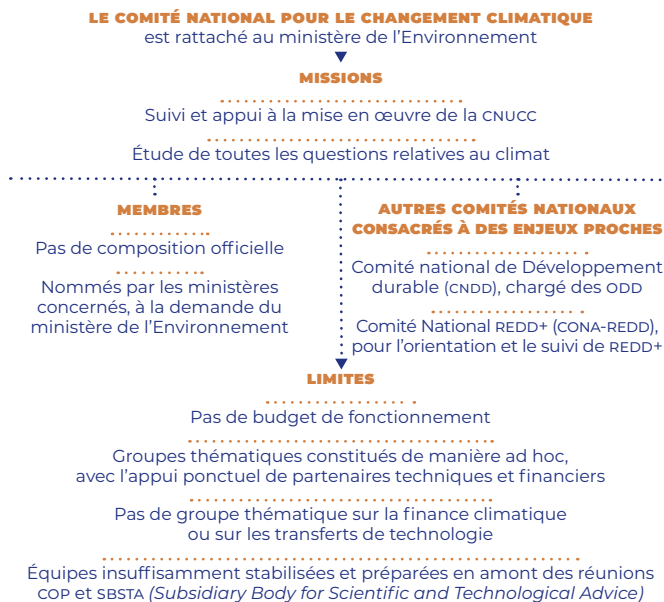 LE COMITÉ NATIONAL POUR LE CHANGEMENT CLIMATIQUE
est rattaché au ministère de l'Environnement
MISSIONS
Suivi et appui à la mise en œuvre de la CNUCC
Étude de toutes les questions relatives au climat
MEMBRES
Pas de composition officielle
Nommés par les ministères
concernés, à la demande du
ministère de l'Environnement
AUTRES COMITÉS NATIONAUX
CONSACRÉS À DES ENJEUX PROCHES
Comité national de Développement
durable (CNDD), chargé des ODD
Comité National REDD+ (CONA-REDD),
pour l'orientation et le suivi de REDD+
LIMITES
Pas de budget de fonctionnement
Groupes thématiques constitués de manière ad hoc,
avec l'appui ponctuel de partenaires techniques et financiers
Pas de groupe thématique sur la finance climatique
ou sur les transferts de technologie
Équipes insuffisamment stabilisées et préparées en amont des réunions
COP et SBSTA (Subsidiary Body for Scientific and Technological Advice)